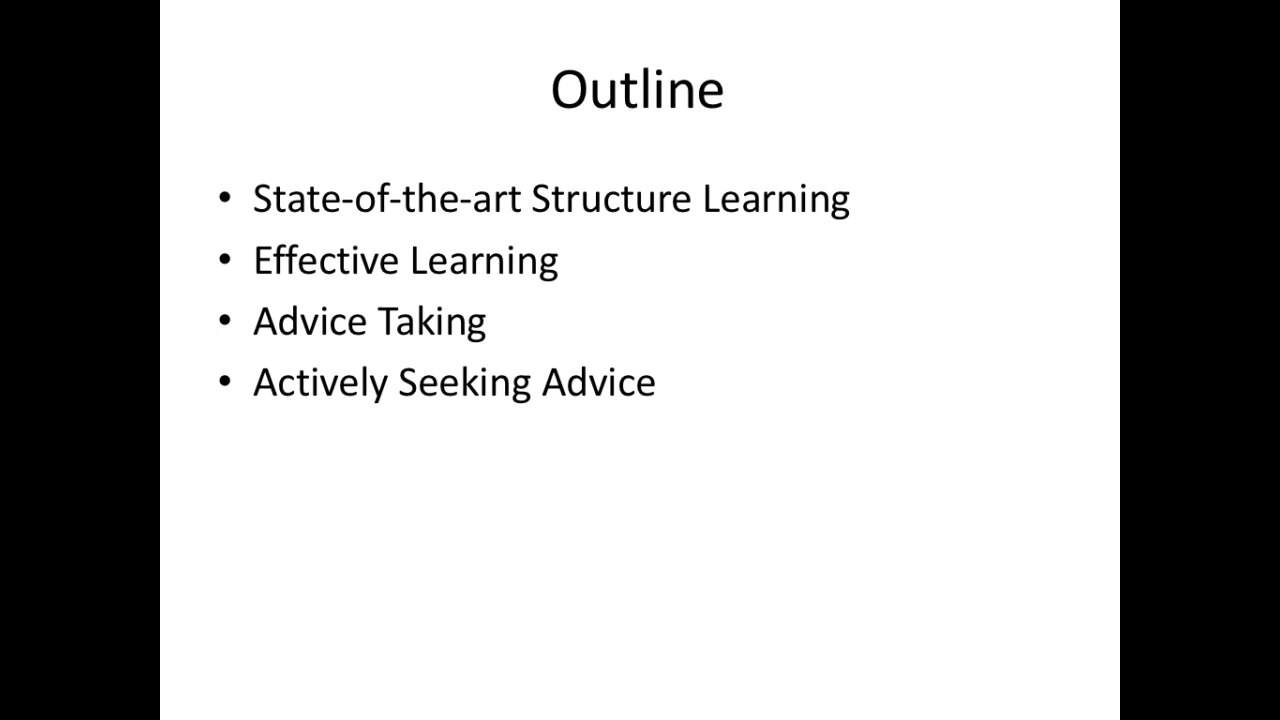 Outline
• State-of-the-art Structure Learning
• Effective Learning
• Advice Taking
• Actively Seeking Advice